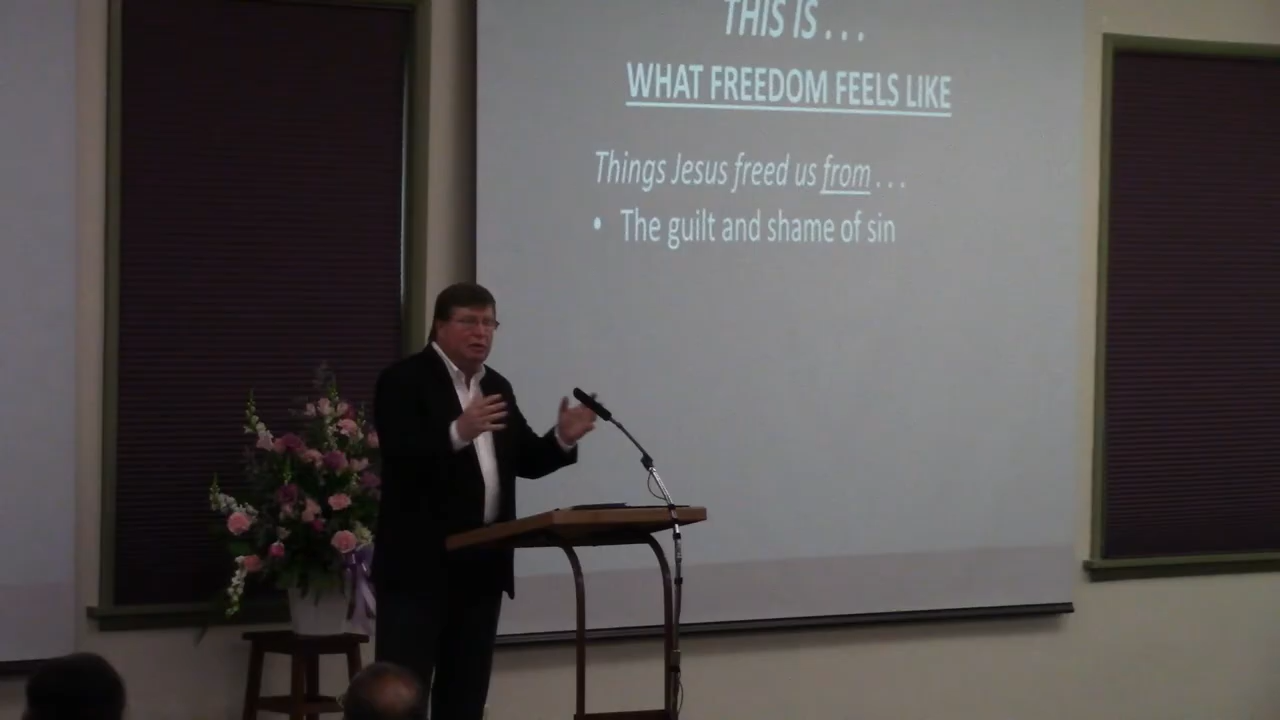 THIS IS . . .
WHAT FREEDOM FEELS LIKE
Things Jesus freed us from . . .
• The guilt and shame of sin